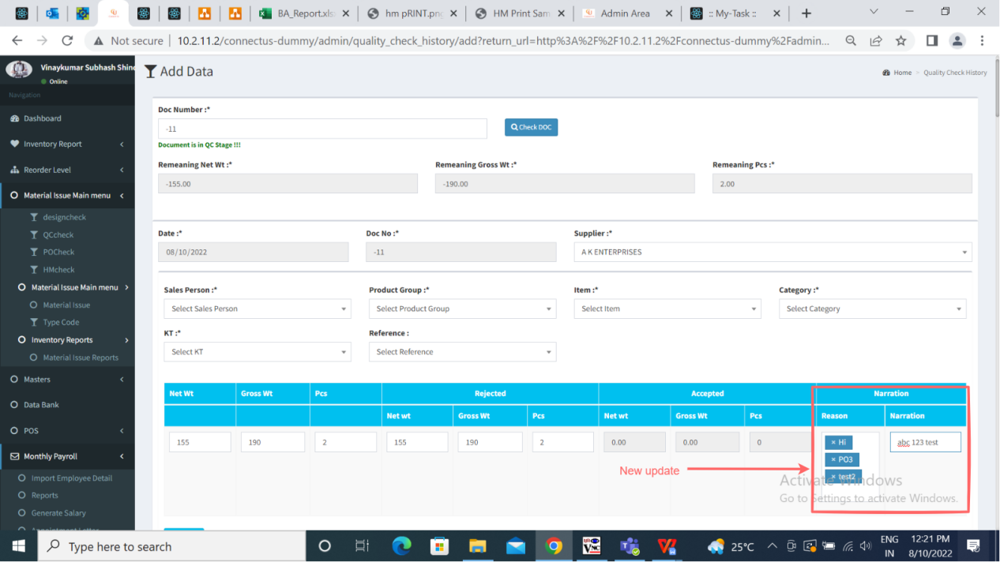 BA_Report.xls
hm pRINT.png
HM Print Sam
Admin Area
:: My-Task ::
Not secure
10.2.11.2/connectus-dummy/admin/quality_check_history/add?return_url=http%3A%2F%2F10.2.11.2%2Fconnectus-dummy%2Fadmin...
Vinaykumar Subhash Shind
Online
Add Data
Home > Quality Check History
Navigation
Dashboard
Inventory Report
Reorder Level
Material Issue Main menu
designcheck
QCcheck
POCheck
HMcheck
Material Issue Main menu
Material Issue
Type Code
Inventory Reports
Material Issue Reports
Masters
Data Bank
POS
Monthly Payroll
Import Employee Detail
Reports
Generate Salary
Appointment Letter
Doc Number :*
-11
Check DOC
Document is in QC Stage !!!
Remeaning Net Wt :* Remeaning Gross Wt :* Remeaning Pcs :*
-155.00 -190.00 2.00
Date :* Doc No :* Supplier :*
08/10/2022 -11 A K ENTERPRISES
Sales Person :* Product Group :* Item :* Category :*
Select Sales Person Select Product Group Select Item Select Category
KT :* Reference :
Select KT Select Reference
Net Wt Gross Wt Pcs Rejected Accepted Narration
Net wt Gross Wt Pcs Net wt Gross Wt Pcs Reason Narration
155 190 2 155 190 2 0.00 0.00 0 × Hi abc 123 test
× PO3
× test2
New update
Activate Windows
Go to Settings to activate Windows.
Type here to search
25°C
ENG
IN
12:21 PM
8/10/2022